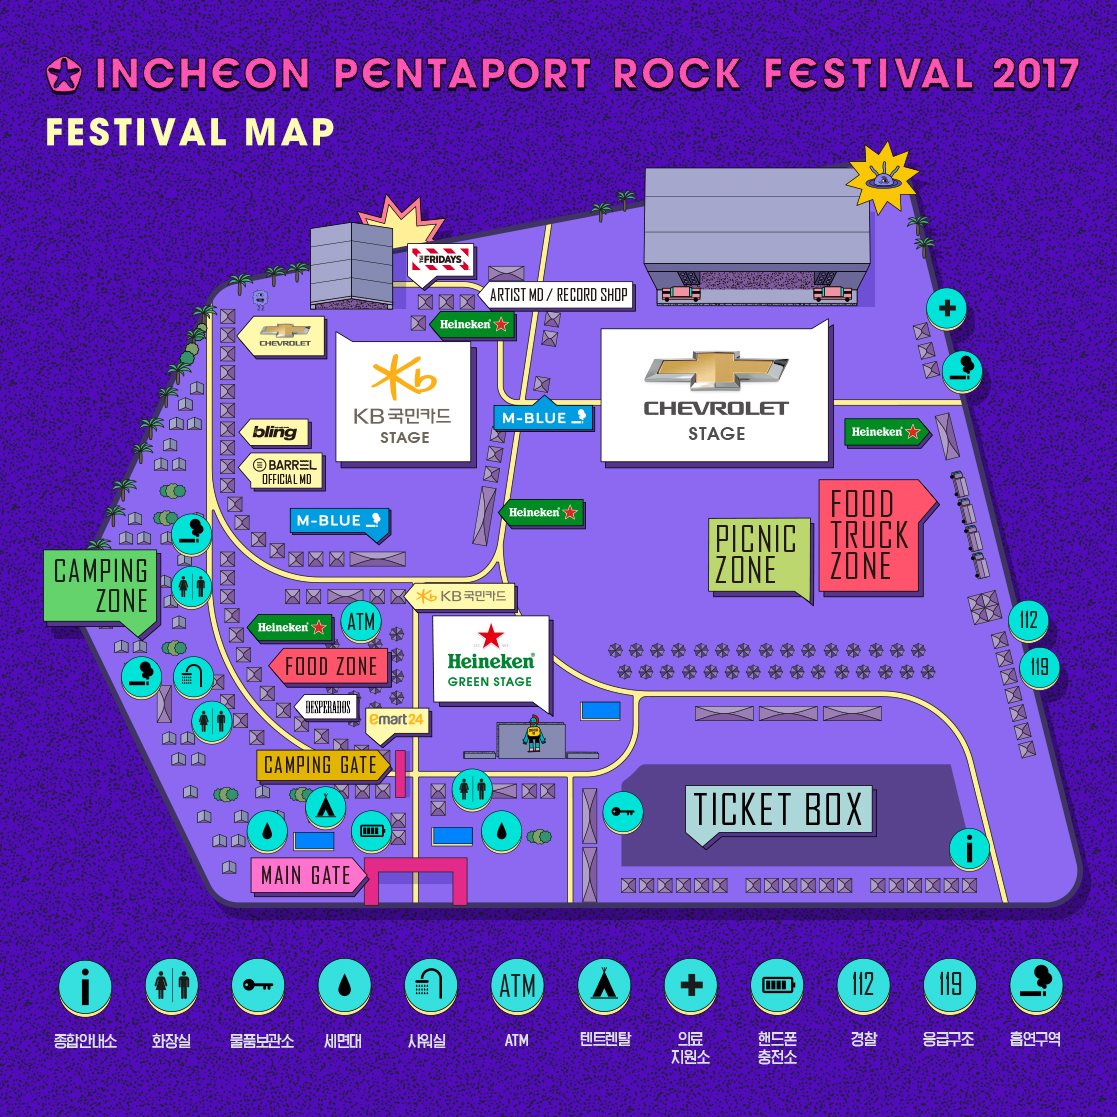 INCHEON PENTAPORT ROCK FESTIVAL 2017
FESTIVAL MAP
FRIDAYS
ARTIST MD / RECORD SHOP
Heineken
CHEVROLET
KB국민카드
STAGE
CHEVROLET
STAGE
M-BLUE
bling
BARREL
OFFICIAL MD
Heineken
M-BLUE
Heineken
PICNIC
ZONE
FOOD
TRUCK
ZONE
CAMPING
ZONE
KB국민카드
Heineken
ATM
Heineken
GREEN STAGE
FOOD ZONE
112
119
DESPERADOS
emart24
CAMPING GATE
TICKET BOX
i
MAIN GATE
i
ATM
112
119
종합안내소
화장실
물품보관소
세면대
샤워실
ATM
텐트렌탈
의료
지원소
핸드폰
충전소
경찰
응급구조
흡연구역